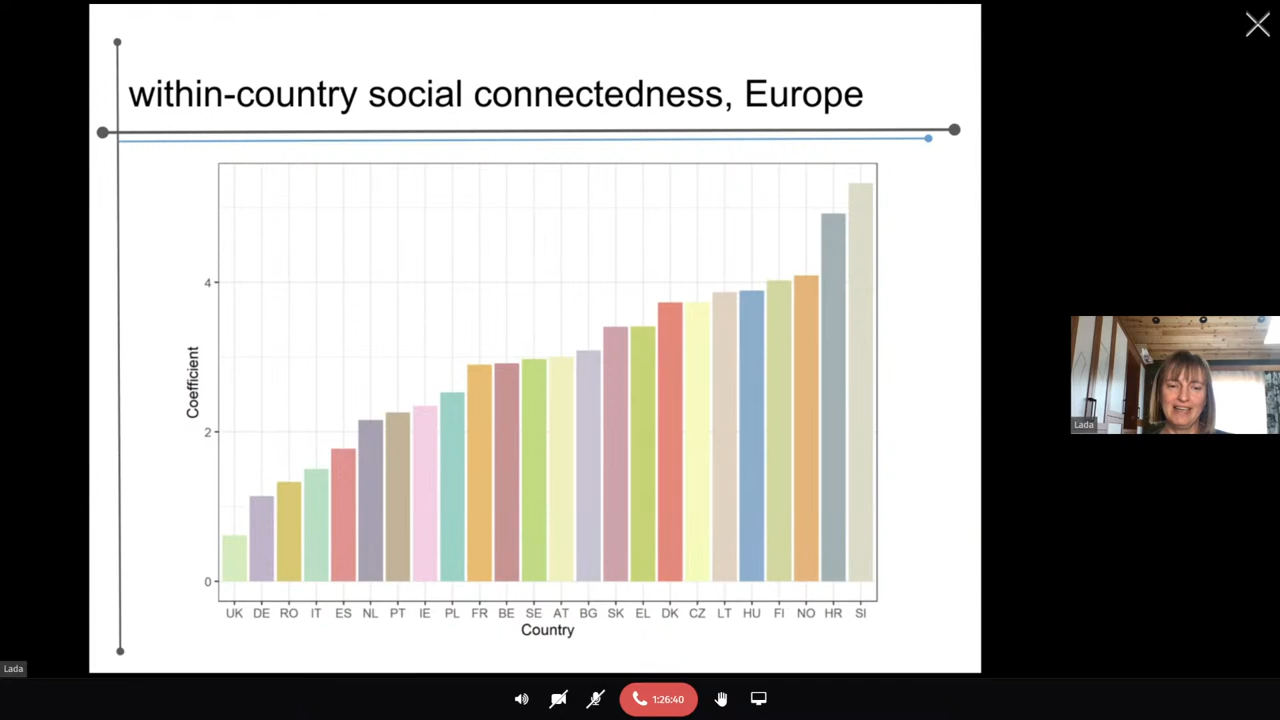 within-country social connectedness, Europe
4
2
0
Coefficient
UK DE RO IT ES NL PT IE PL FR BE SE AT BG SK EL DK CZ LT HU FI NO HR SI
Country
Lada
Lada
1:26:40